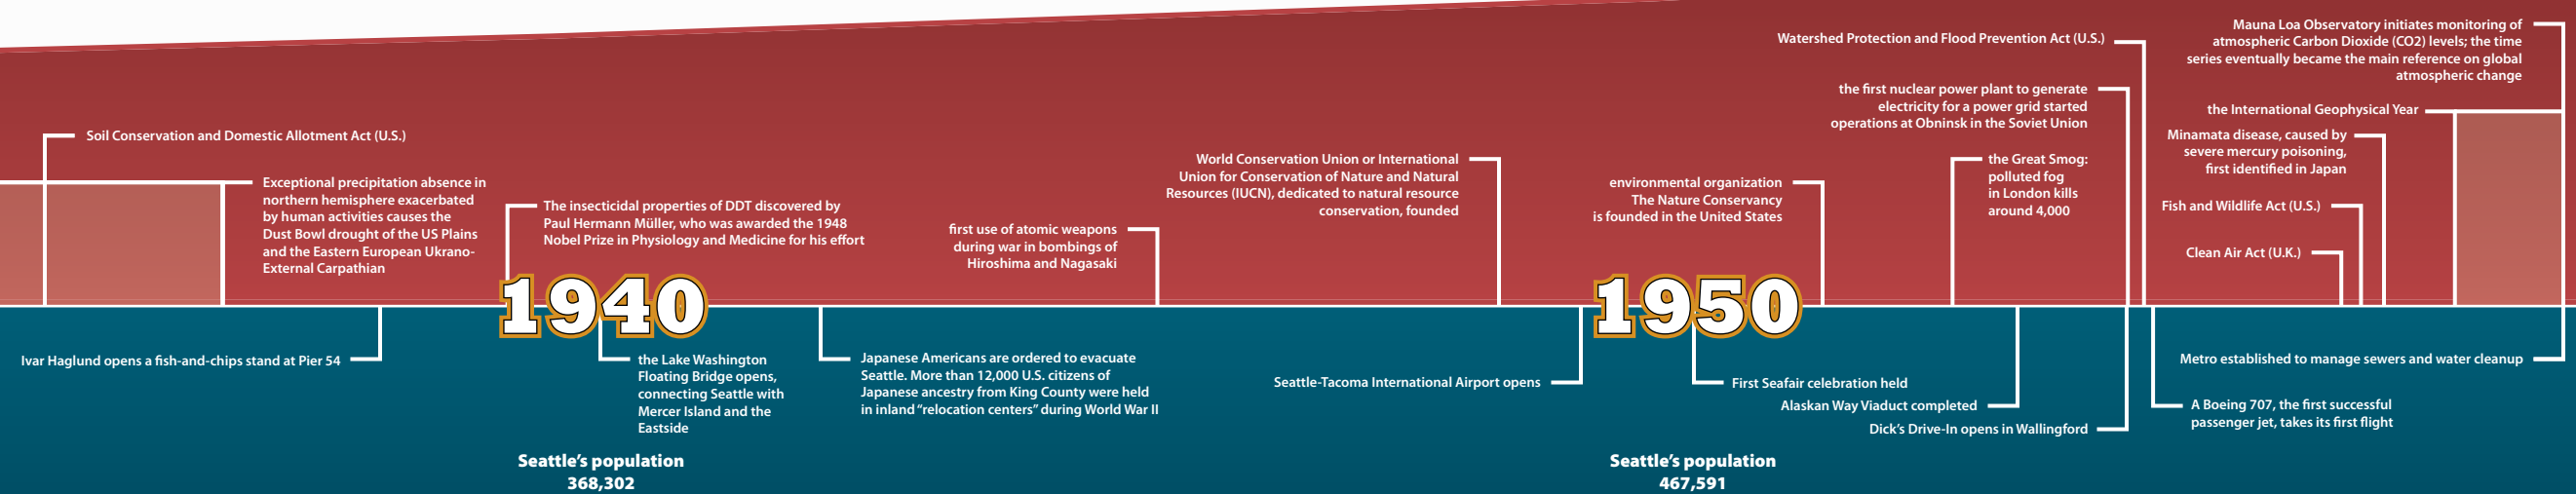 Soil Conservation and Domestic Allotment Act (U.S.)
Exceptional precipitation absence in
northern hemisphere exacerbated
by human activities causes the
Dust Bowl drought of the US Plains
and the Eastern European Ukrano-
External Carpathian
The insecticidal properties of DDT discovered by
Paul Hermann Müller, who was awarded the 1948
Nobel Prize in Physiology and Medicine for his effort
first use of atomic weapons
during war in bombings of
Hiroshima and Nagasaki
World Conservation Union or International
Union for Conservation of Nature and Natural
Resources (IUCN), dedicated to natural resource
conservation, founded
environmental organization
The Nature Conservancy
is founded in the United States
the Great Smog:
polluted fog
in London kills
around 4,000
the first nuclear power plant to generate
electricity for a power grid started
operations at Obninsk in the Soviet Union
Watershed Protection and Flood Prevention Act (U.S.)
Clean Air Act (U.K.)
Fish and Wildlife Act (U.S.)
Minamata disease, caused by
severe mercury poisoning,
first identified in Japan
the International Geophysical Year
Mauna Loa Observatory initiates monitoring of
atmospheric Carbon Dioxide (CO2) levels; the time
series eventually became the main reference on global
atmospheric change
1940
1950
Ivar Haglund opens a fish-and-chips stand at Pier 54
the Lake Washington
Floating Bridge opens,
connecting Seattle with
Mercer Island and the
Eastside
Japanese Americans are ordered to evacuate
Seattle. More than 12,000 U.S. citizens of
Japanese ancestry from King County were held
in inland “relocation centers” during World War II
Seattle-Tacoma International Airport opens
First Seafair celebration held
Alaskan Way Viaduct completed
Dick’s Drive-In opens in Wallingford
A Boeing 707, the first successful
passenger jet, takes its first flight
Metro established to manage sewers and water cleanup
Seattle’s population
368,302
Seattle’s population
467,591